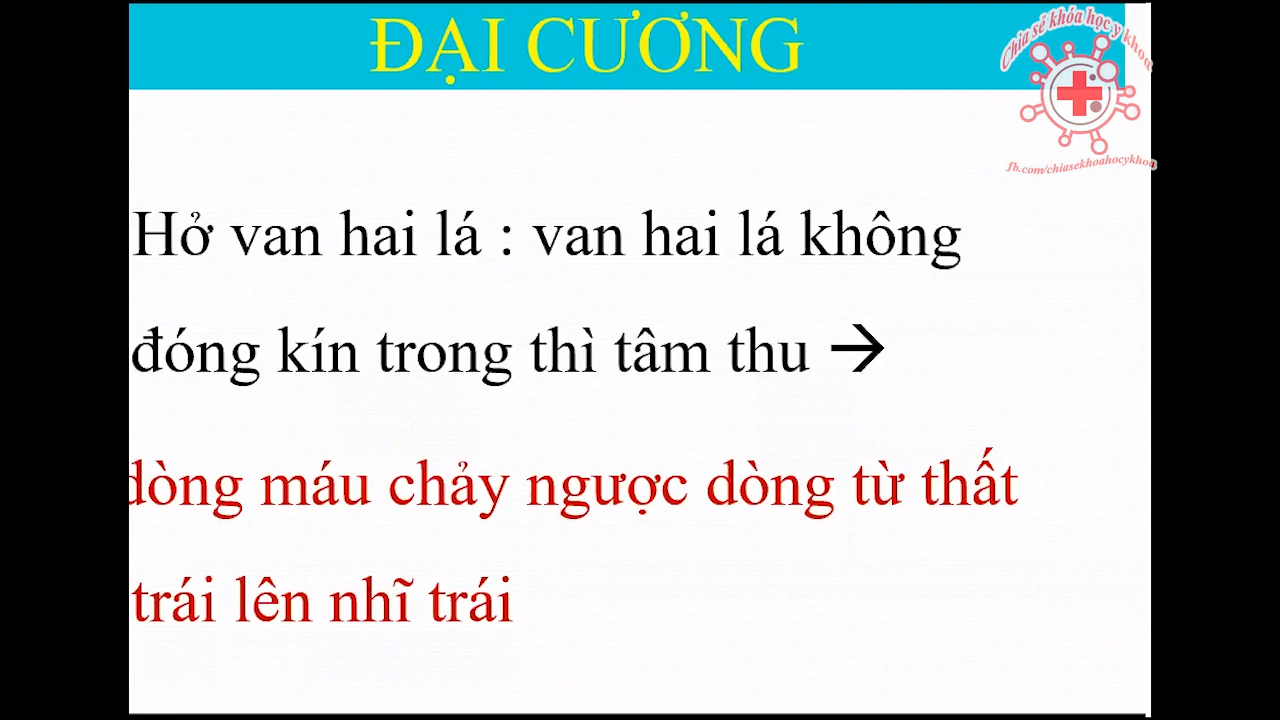 ĐẠI CƯƠNG
Chia sẻ khóa học y khoa
fb.com/chiasekhoahocykhoa
Hở van hai lá : van hai lá không
đóng kín trong thì tâm thu →
dòng máu chảy ngược dòng từ thất
trái lên nhĩ trái